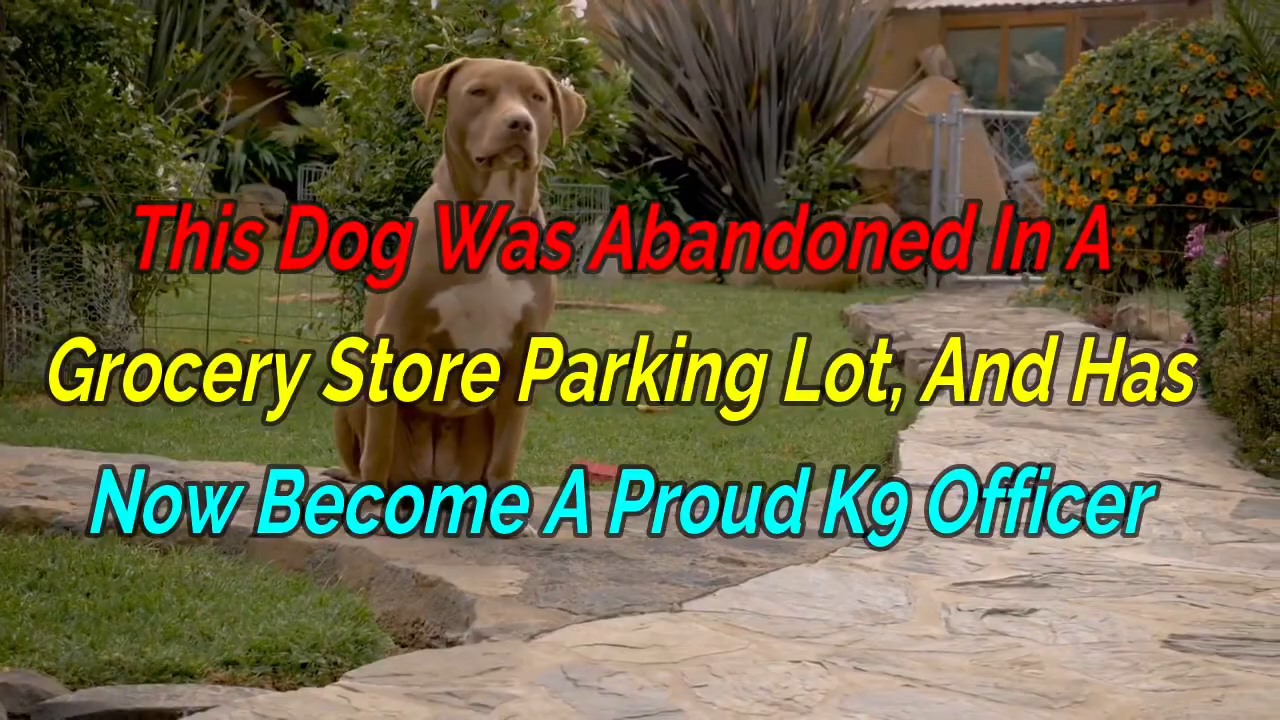 This Dog Was Abandoned In A
Grocery Store Parking Lot, And Has
Now Become A Proud K9 Officer